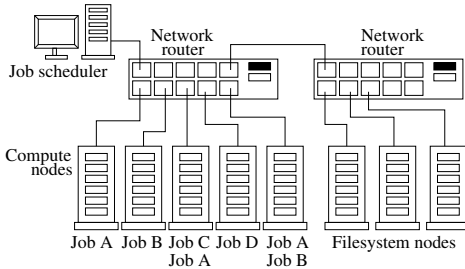 Network
router
Network
router
Job scheduler
Compute
nodes
Job A Job B Job C Job D Job A Filesystem nodes
Job A Job B